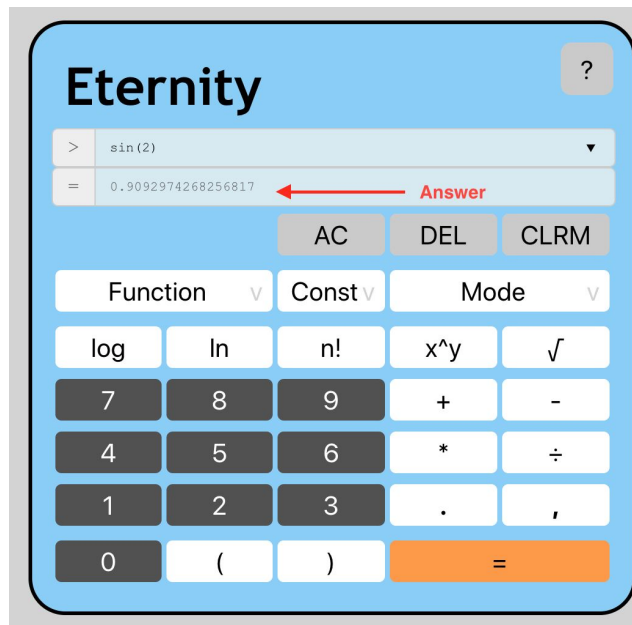 Eternity
?
> sin(2) ▼
= 0.9092974268256817 Answer
AC DEL CLRM
Function v Const v Mode v
log ln n! x^y √
7 8 9 + -
4 5 6 * ÷
1 2 3 . ,
0 ( ) =